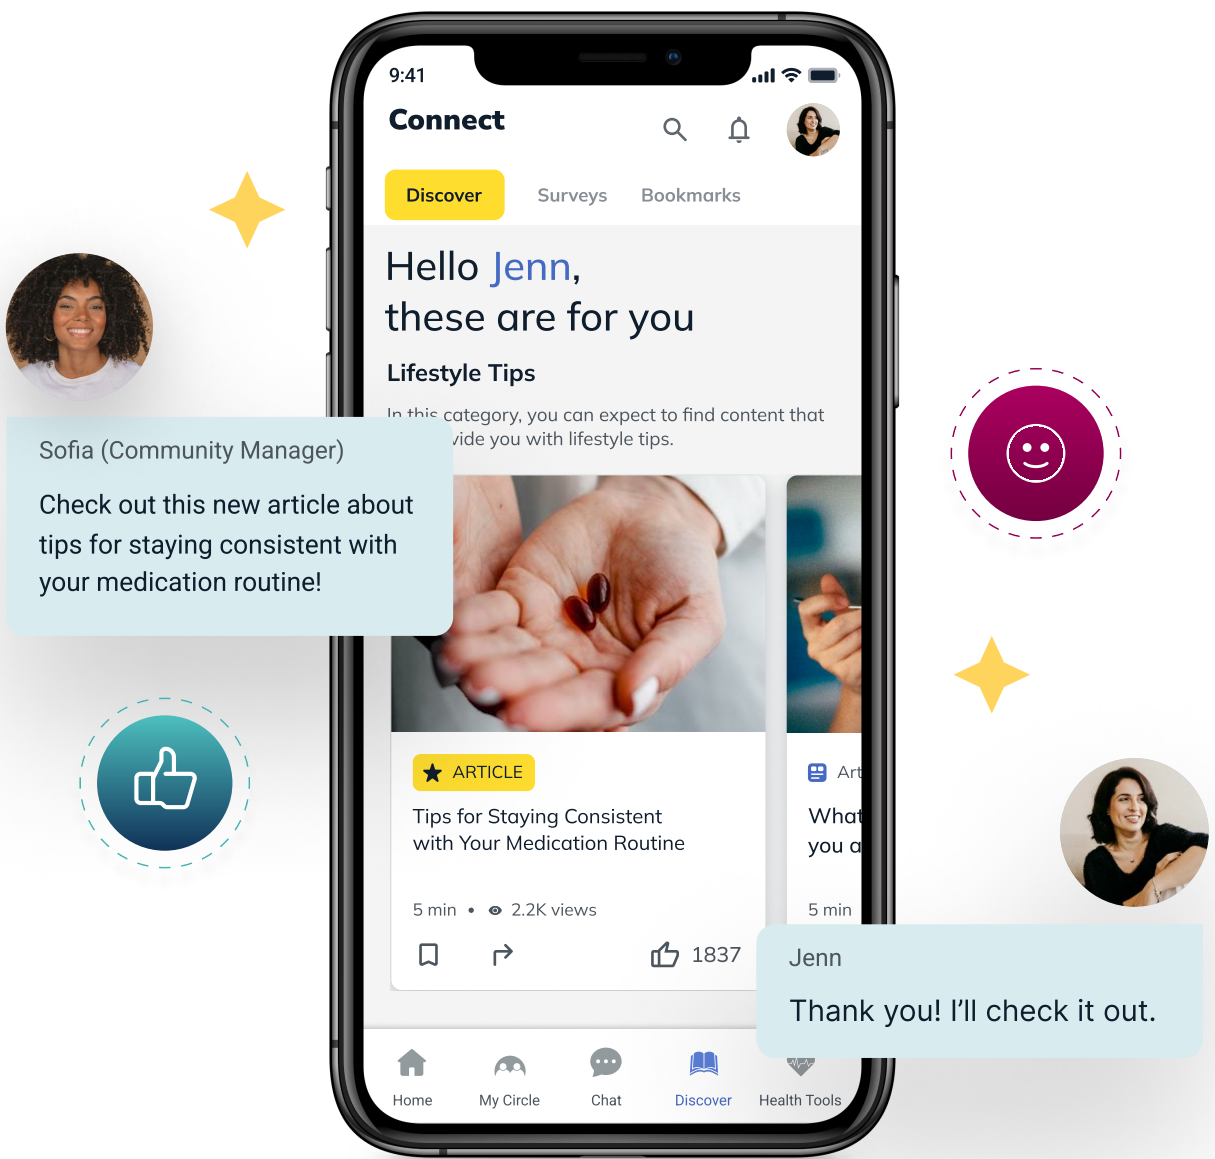 9:41
Connect
Discover
Surveys
Bookmarks
Hello Jenn,
these are for you
Lifestyle Tips
In this category, you can expect to find content that
vide you with lifestyle tips.
Sofia (Community Manager)
Check out this new article about
tips for staying consistent with
your medication routine!
ARTICLE
Tips for Staying Consistent
with Your Medication Routine
5 min • 2.2K views
1837
Art
What
you a
5 min
Jenn
Thank you! I'll check it out.
Home
My Circle
Chat
Discover
Health Tools